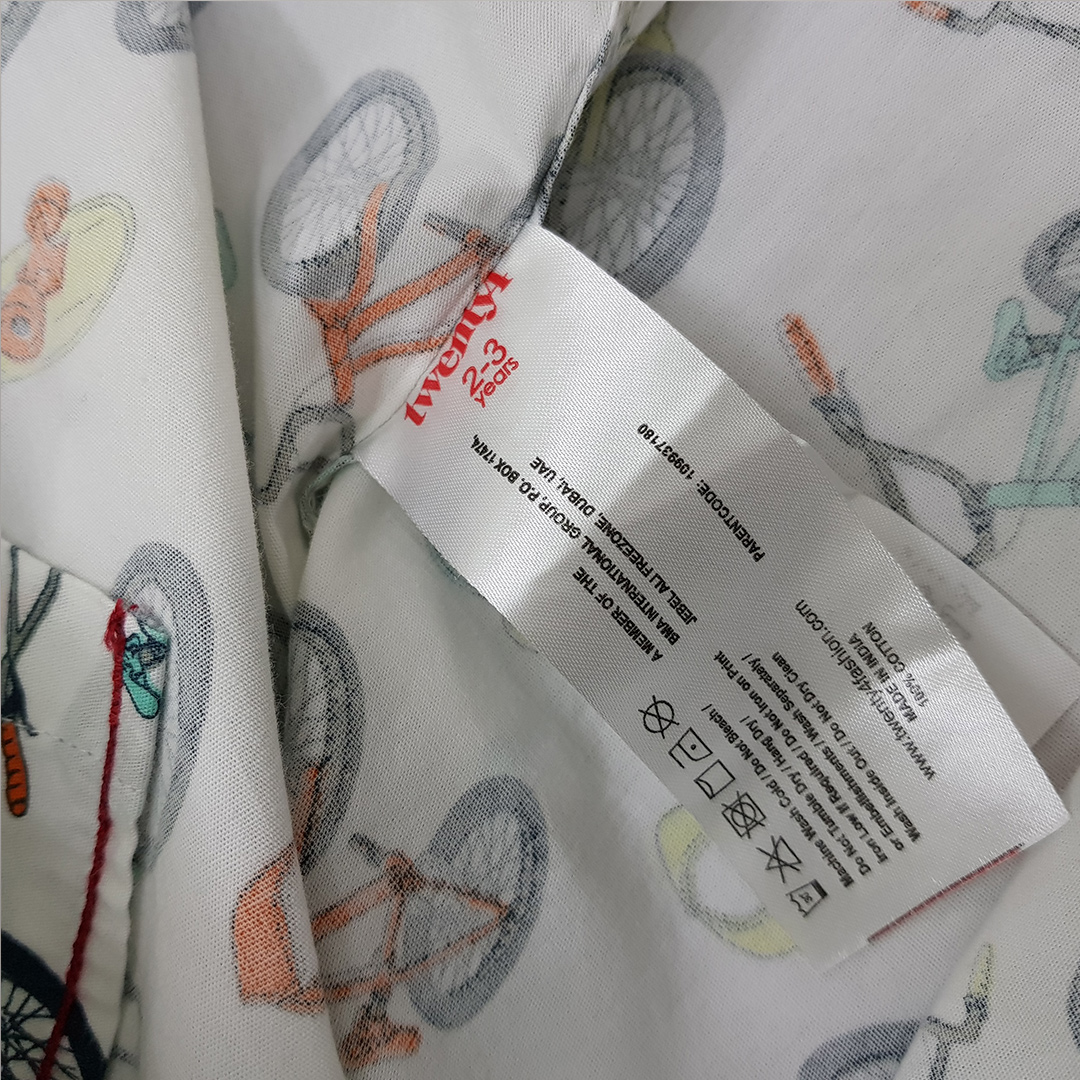 twenty4
2-3
years
A MEMBER OF THE
BMA INTERNATIONAL GROUP, P.O. BOX 17474,
JEBEL ALI FREEZONE, DUBAI, UAE
PARENTCODE: 109937180
30
Machine Wash Cold / Do Not Bleach /
Do Not Tumble Dry / Hang Dry /
Iron Low If Required / Do Not Iron on Print
or Embellishments / Wash Separately /
Wash Inside Out / Do Not Dry Clean
www.twenty4fashion.com
MADE IN INDIA
100% COTTON